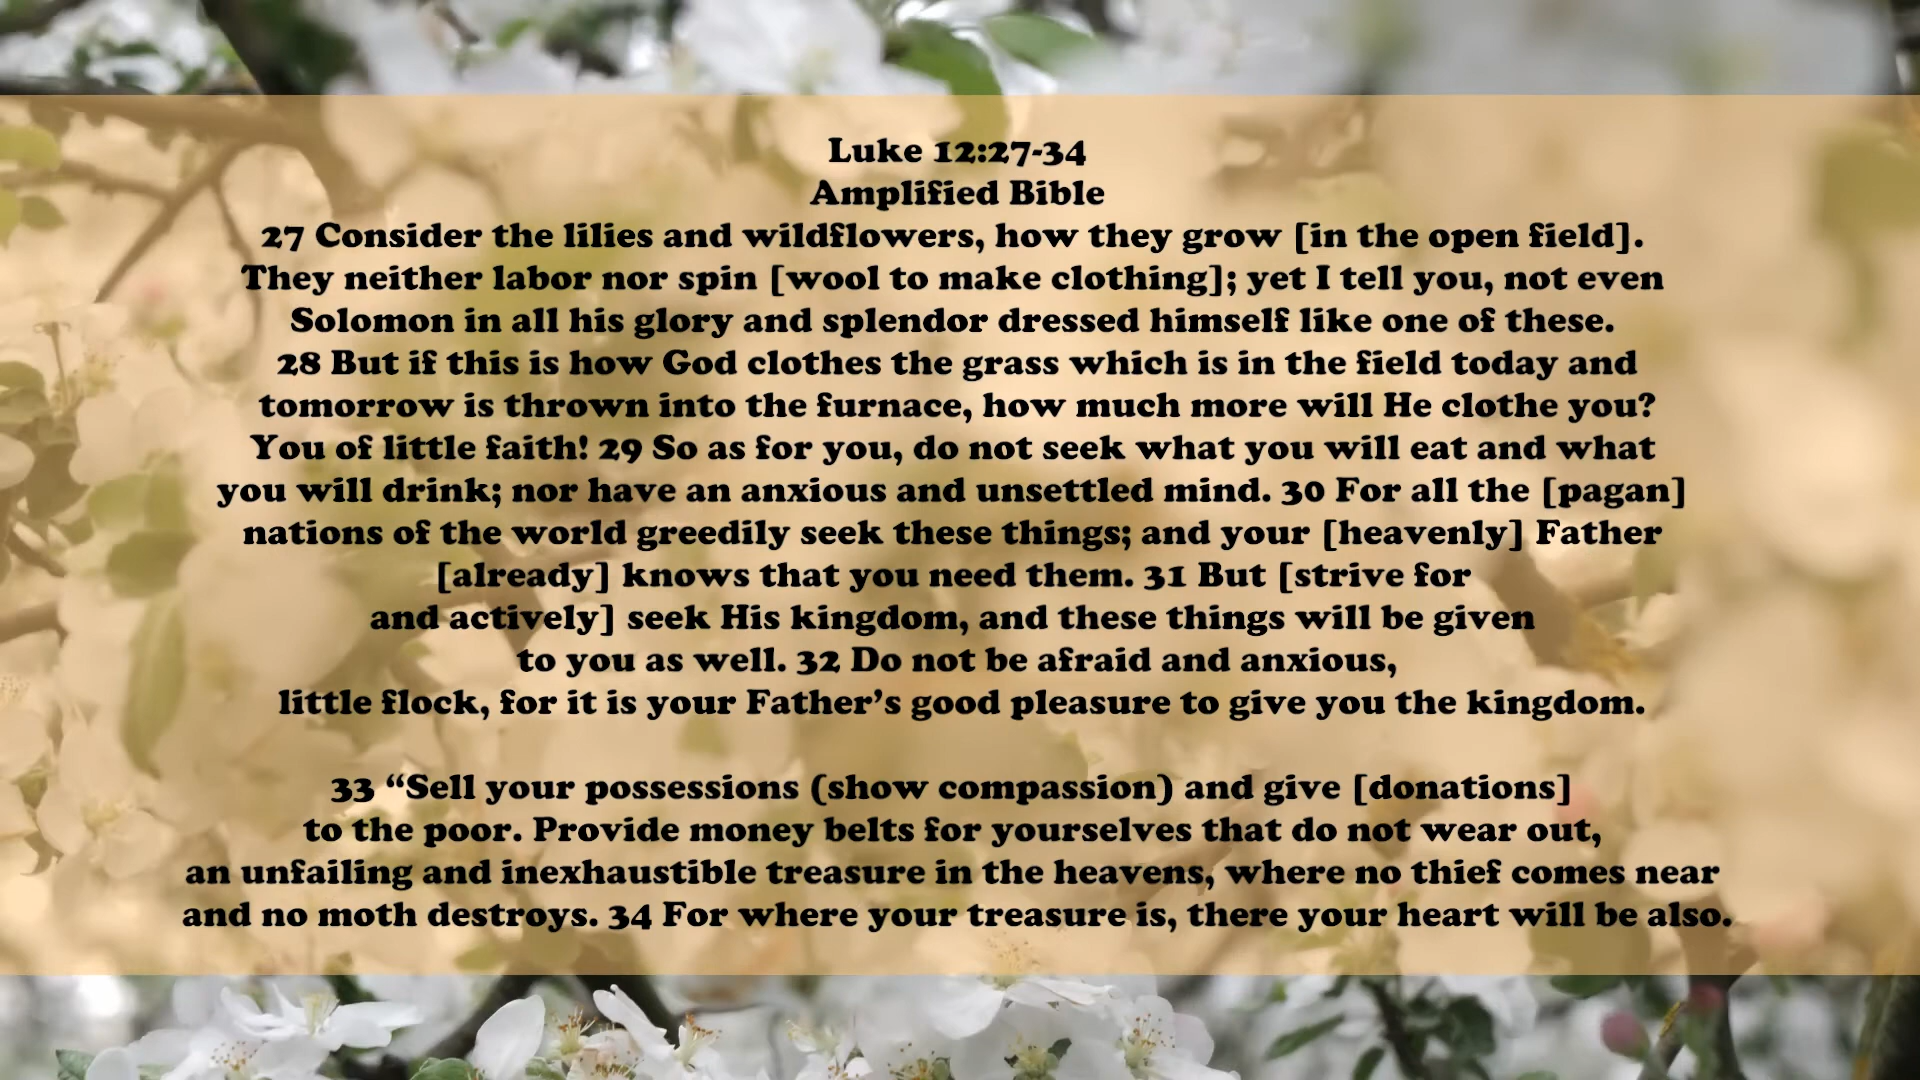 Luke 12:27-34
Amplified Bible
27 Consider the lilies and wildflowers, how they grow [in the open field].
They neither labor nor spin [wool to make clothing]; yet I tell you, not even
Solomon in all his glory and splendor dressed himself like one of these.
28 But if this is how God clothes the grass which is in the field today and
tomorrow is thrown into the furnace, how much more will He clothe you?
You of little faith! 29 So as for you, do not seek what you will eat and what
you will drink; nor have an anxious and unsettled mind. 30 For all the [pagan]
nations of the world greedily seek these things; and your [heavenly] Father
[already] knows that you need them. 31 But [strive for
and actively] seek His kingdom, and these things will be given
to you as well. 32 Do not be afraid and anxious,
little flock, for it is your Father’s good pleasure to give you the kingdom.
33 “Sell your possessions (show compassion) and give [donations]
to the poor. Provide money belts for yourselves that do not wear out,
an unfailing and inexhaustible treasure in the heavens, where no thief comes near
and no moth destroys. 34 For where your treasure is, there your heart will be also.